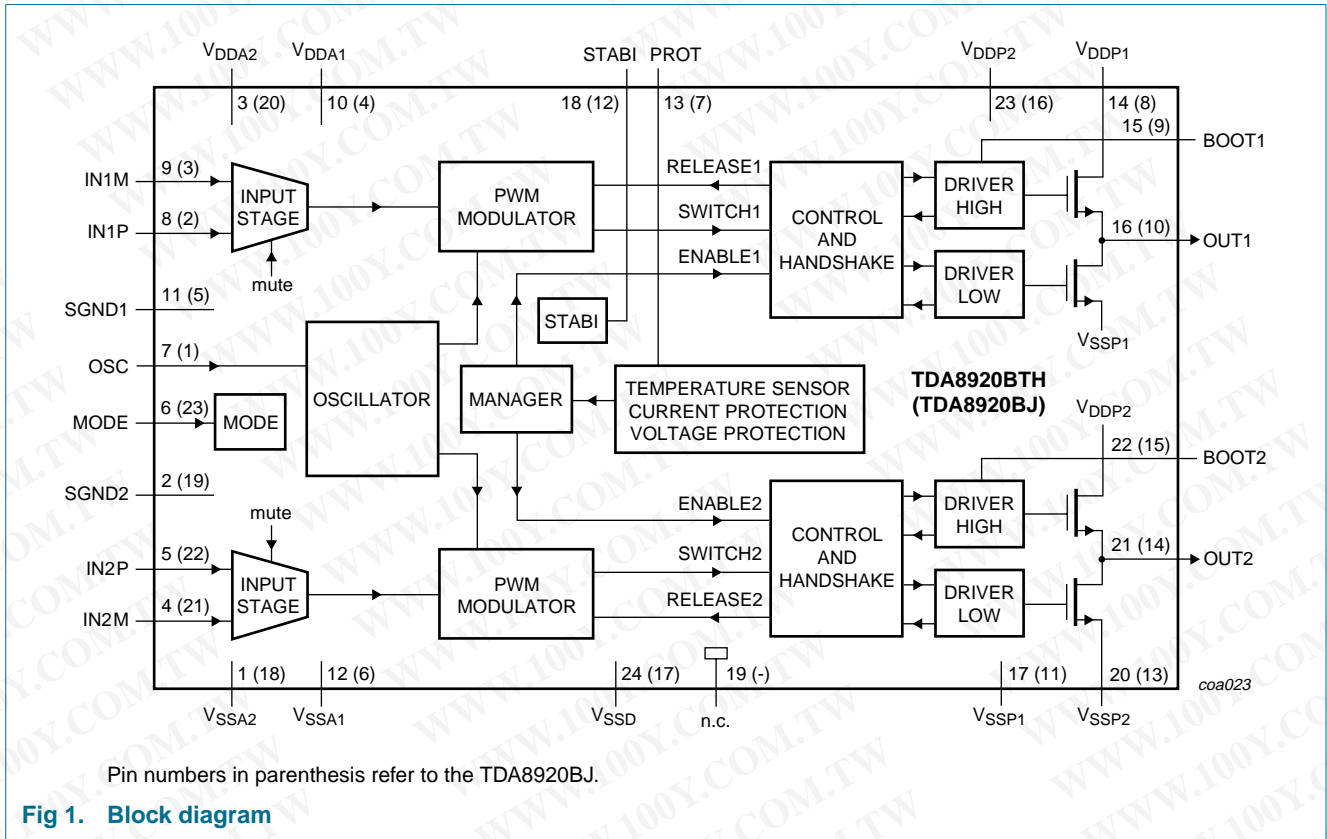 VDDA2
VDDA1
STABI PROT
VDDP2
VDDP1
3 (20)
10 (4)
18 (12)
13 (7)
23 (16)
14 (8)
15 (9)
BOOT1
IN1M
9 (3)
INPUT
STAGE
IN1P
8 (2)
mute
PWM
MODULATOR
RELEASE1
SWITCH1
ENABLE1
CONTROL
AND
HANDSHAKE
DRIVER
HIGH
DRIVER
LOW
16 (10)
OUT1
VSSP1
SGND1
11 (5)
STABI
OSC
7 (1)
OSCILLATOR
MANAGER
TEMPERATURE SENSOR
CURRENT PROTECTION
VOLTAGE PROTECTION
TDA8920BTH
(TDA8920BJ)
MODE
6 (23)
MODE
VDDP2
22 (15)
BOOT2
SGND2
2 (19)
mute
IN2P
5 (22)
INPUT
STAGE
IN2M
4 (21)
PWM
MODULATOR
ENABLE2
SWITCH2
RELEASE2
CONTROL
AND
HANDSHAKE
DRIVER
HIGH
DRIVER
LOW
21 (14)
OUT2
1 (18)
12 (6)
24 (17)
19 (-)
17 (11)
20 (13)
coa023
VSSA2
VSSA1
VSSD
n.c.
VSSP1
VSSP2
Pin numbers in parenthesis refer to the TDA8920BJ.
Fig 1. Block diagram
WWW.100Y.COM.TW